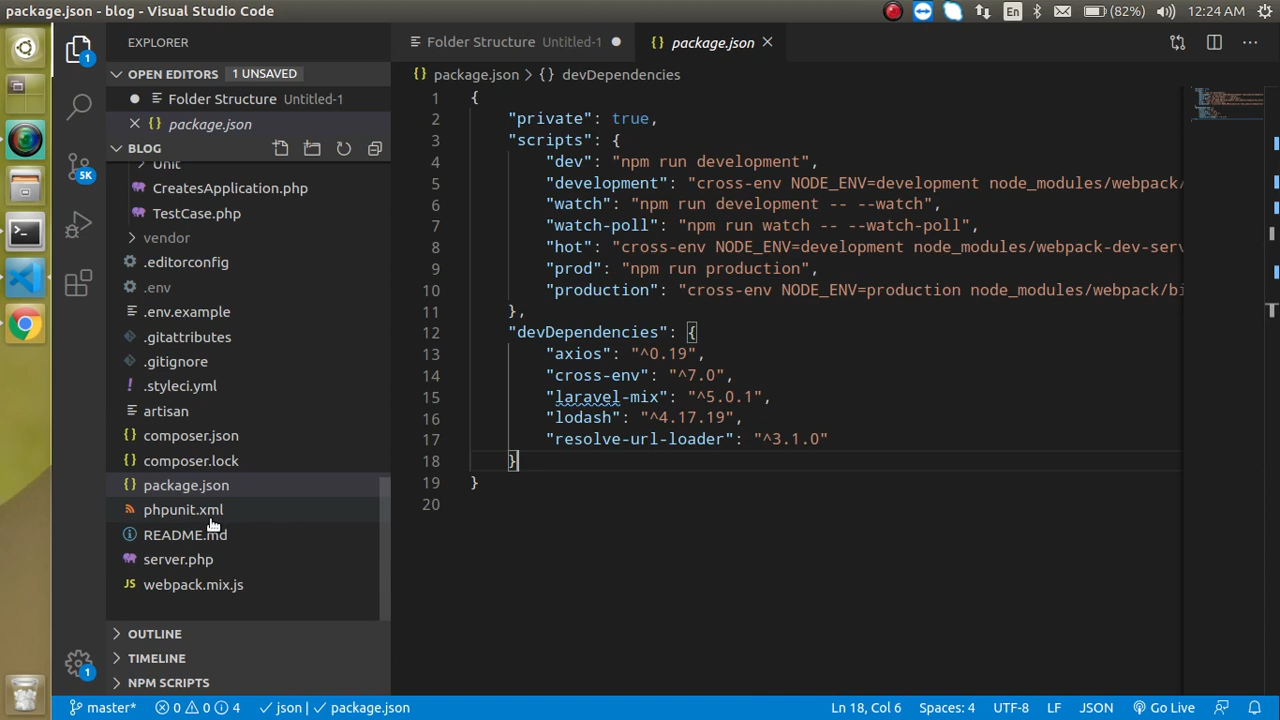 package.json - blog - Visual Studio Code
En
(82%)
12:24 AM
1
5K
1
EXPLORER
OPEN EDITORS 1 UNSAVED
Folder Structure Untitled-1
package.json
BLOG
Unit
CreatesApplication.php
TestCase.php
vendor
.editorconfig
.env
.env.example
.gitattributes
.gitignore
.styleci.yml
artisan
composer.json
composer.lock
package.json
phpunit.xml
README.md
server.php
webpack.mix.js
OUTLINE
TIMELINE
NPM SCRIPTS
Folder Structure Untitled-1
package.json
package.json > {} devDependencies
1 {
2 "private": true,
3 "scripts": {
4 "dev": "npm run development",
5 "development": "cross-env NODE_ENV=development node_modules/webpack/
6 "watch": "npm run development -- --watch",
7 "watch-poll": "npm run watch -- --watch-poll",
8 "hot": "cross-env NODE_ENV=development node_modules/webpack-dev-serv
9 "prod": "npm run production",
10 "production": "cross-env NODE_ENV=production node_modules/webpack/bi
11 },
12 "devDependencies": {
13 "axios": "^0.19",
14 "cross-env": "^7.0",
15 "laravel-mix": "^5.0.1",
16 "lodash": "^4.17.19",
17 "resolve-url-loader": "^3.1.0"
18 }
19 }
20
master* 0 0 4 json | package.json
Ln 18, Col 6 Spaces: 4 UTF-8 LF JSON Go Live